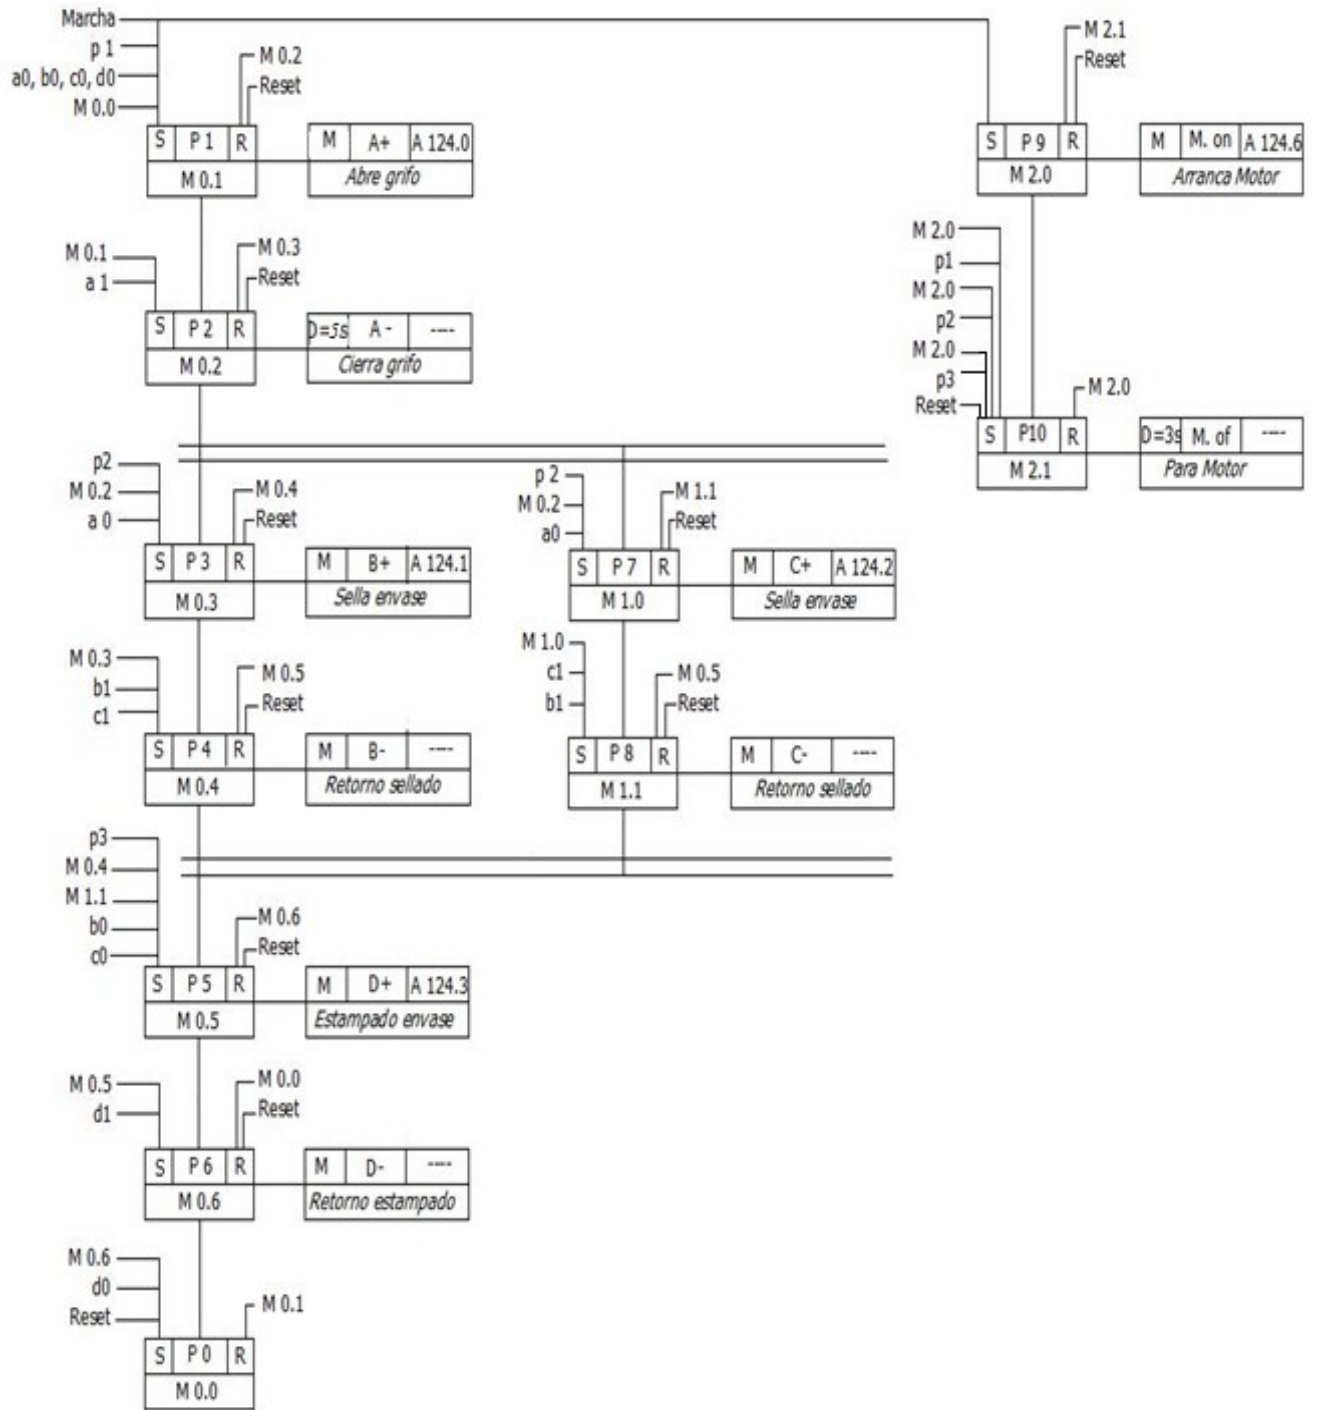 Marcha
p 1
a0, b0, c0, d0
M 0.0
M 0.2
Reset
S P 1 R
M 0.1
M A+ A 124.0
Abre grifo
M 0.1
a 1
M 0.3
Reset
S P 2 R
M 0.2
D=5s A - ----
Cierra grifo
p2
M 0.2
a 0
M 0.4
Reset
S P 3 R
M 0.3
M B+ A 124.1
Sella envase
M 0.3
b1
c1
M 0.5
Reset
S P 4 R
M 0.4
M B- ----
Retorno sellado
p 2
M 0.2
a0
M 1.1
Reset
S P 7 R
M 1.0
M C+ A 124.2
Sella envase
M 1.0
c1
b1
M 0.5
Reset
S P 8 R
M 1.1
M C- ----
Retorno sellado
p3
M 0.4
M 1.1
b0
c0
M 0.6
Reset
S P 5 R
M 0.5
M D+ A 124.3
Estampado envase
M 0.5
d1
M 0.0
Reset
S P 6 R
M 0.6
M D- ----
Retorno estampado
M 0.6
d0
Reset
M 0.1
S P 0 R
M 0.0
M 2.1
Reset
S P 9 R
M 2.0
M M. on A 124.6
Arranca Motor
M 2.0
p1
M 2.0
p2
M 2.0
p3
Reset
M 2.0
S P10 R
M 2.1
D=3s M. of ----
Para Motor